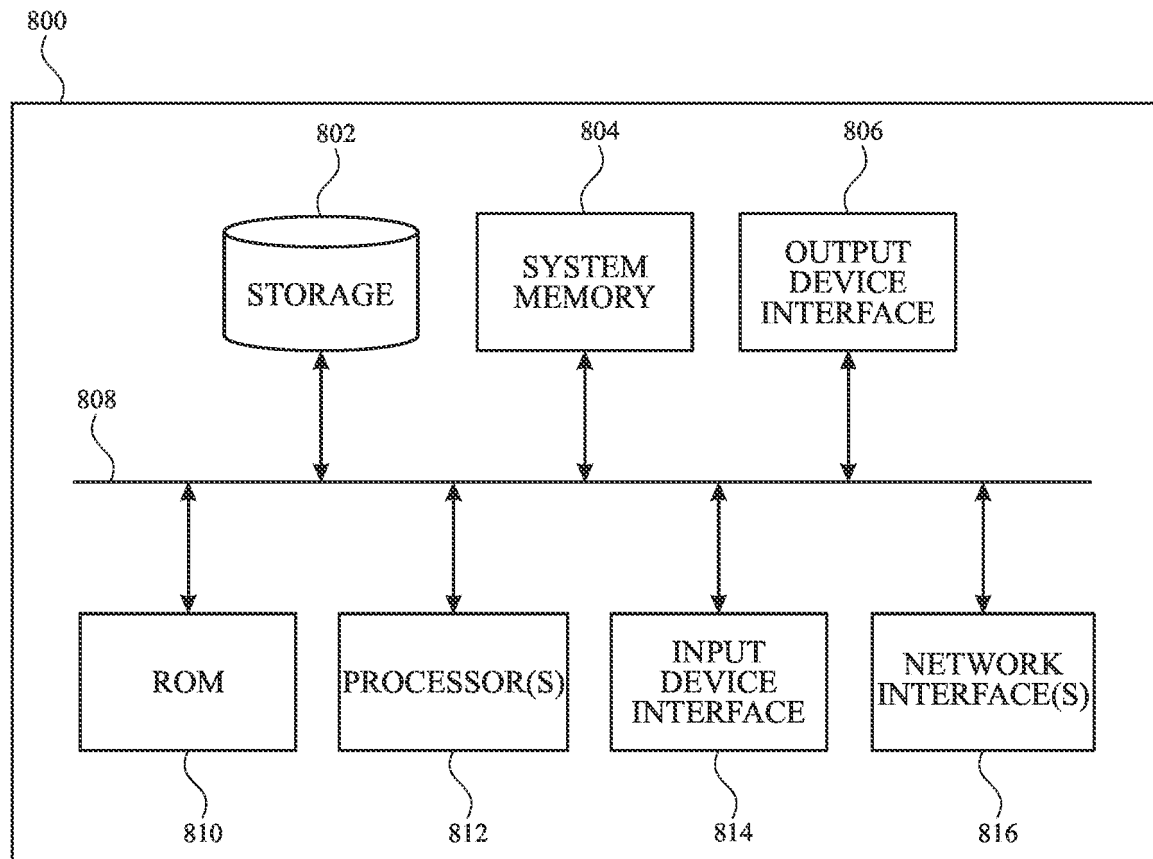 800
802
804
806
STORAGE
SYSTEM
MEMORY
OUTPUT
DEVICE
INTERFACE
808
ROM
PROCESSOR(S)
INPUT
DEVICE
INTERFACE
NETWORK
INTERFACE(S)
810
812
814
816